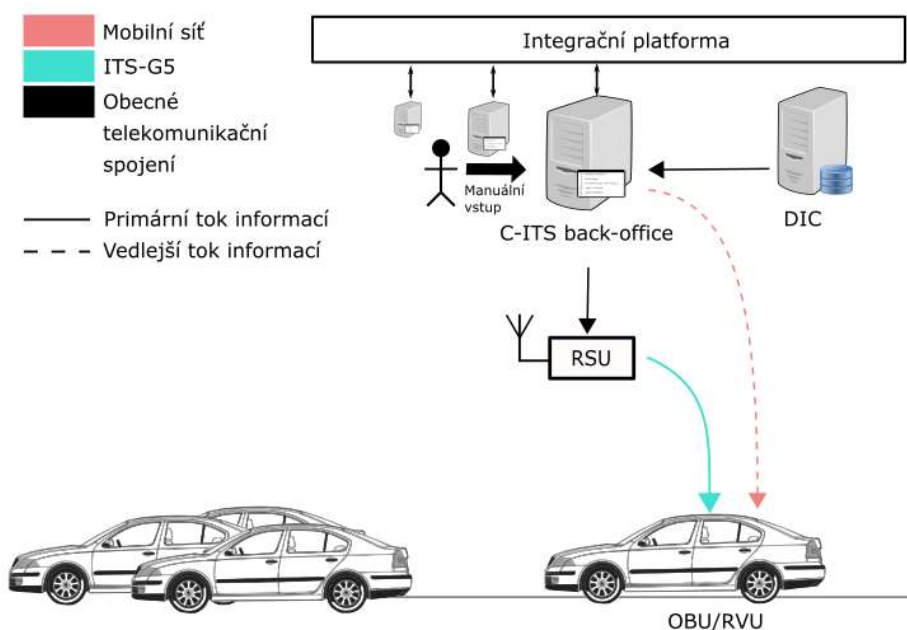 Mobilní síť
ITS-G5
Obecné
telekomunikační
spojení
Primární tok informací
Vedlejší tok informací
Integrační platforma
Manuální
vstup
C-ITS back-office
DIC
RSU
OBU/RVU